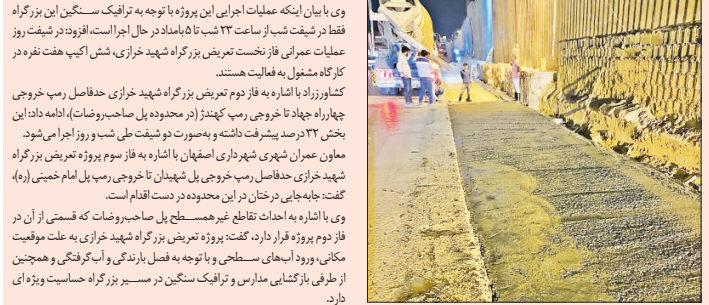 وی با بیان اینکه عملیات اجرایی این پروژه با توجه به ترافیک سنگین این بزرگراه
فقط در شیفت شب از ساعت ۲۳ شب تا ۵ بامداد در حال اجرا است، افزود: در شیفت روز
عملیات عمرانی فاز نخست تعریض بزرگراه شهید خرازی، شش اکیپ هفت نفره در
کارگاه مشغول به فعالیت هستند.
کشاورزراد با اشاره به فاز دوم تعریض بزرگراه شهید خرازی حدفاصل رمپ خروجی
چهارراه جهاد تا خروجی رمپ کهندژ (در محدوده پل صاحب‌روضات)، ادامه داد: این
بخش ۳۲ درصد پیشرفت داشته و به‌صورت دو شیفت طی شب و روز اجرا می‌شود.
معاون عمران شهری شهرداری اصفهان با اشاره به فاز سوم پروژه تعریض بزرگراه
شهید خرازی حدفاصل رمپ خروجی پل شهیدان تا خروجی رمپ پل امام خمینی (ره)،
گفت: جابه‌جایی درختان در این محدوده در دست اقدام است.
وی با اشاره به احداث تقاطع غیرهمسطح پل صاحب‌روضات که قسمتی از آن در
فاز دوم پروژه قرار دارد، گفت: پروژه تعریض بزرگراه شهید خرازی به علت موقعیت
مکانی، ورود آب‌های سطحی و با توجه به فصل بارندگی و آب‌گرفتگی و همچنین
از طرفی بازگشایی مدارس و ترافیک سنگین در مسیر بزرگراه حساسیت ویژه ای
دارد.